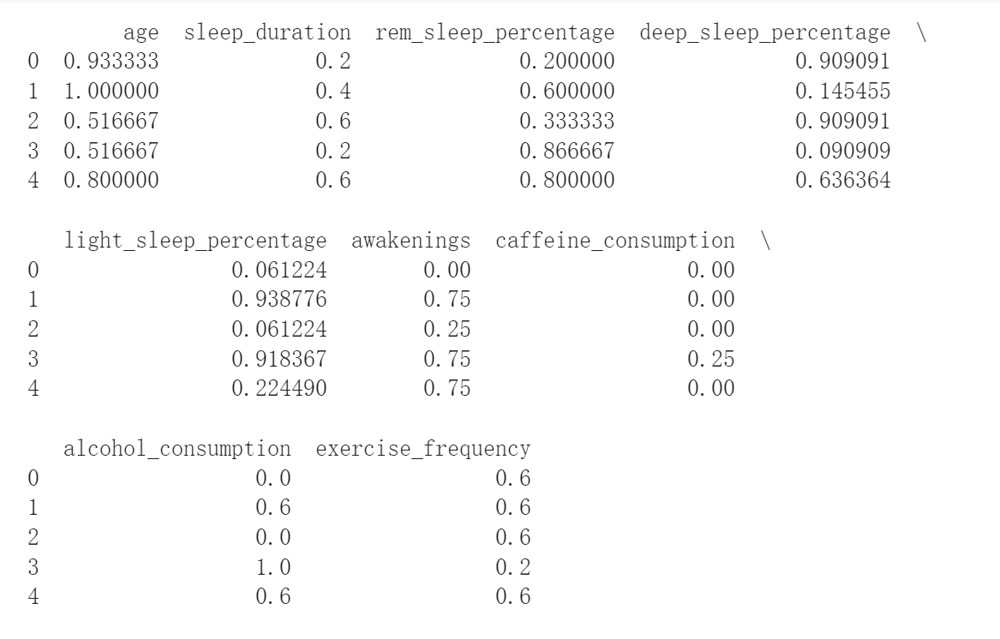 age sleep_duration rem_sleep_percentage deep_sleep_percentage \
0 0.933333 0.2 0.200000 0.909091
1 1.000000 0.4 0.600000 0.145455
2 0.516667 0.6 0.333333 0.909091
3 0.516667 0.2 0.866667 0.090909
4 0.800000 0.6 0.800000 0.636364
light_sleep_percentage awakenings caffeine_consumption \
0 0.061224 0.00 0.00
1 0.938776 0.75 0.00
2 0.061224 0.25 0.00
3 0.918367 0.75 0.25
4 0.224490 0.75 0.00
alcohol_consumption exercise_frequency
0 0.0 0.6
1 0.6 0.6
2 0.0 0.6
3 1.0 0.2
4 0.6 0.6